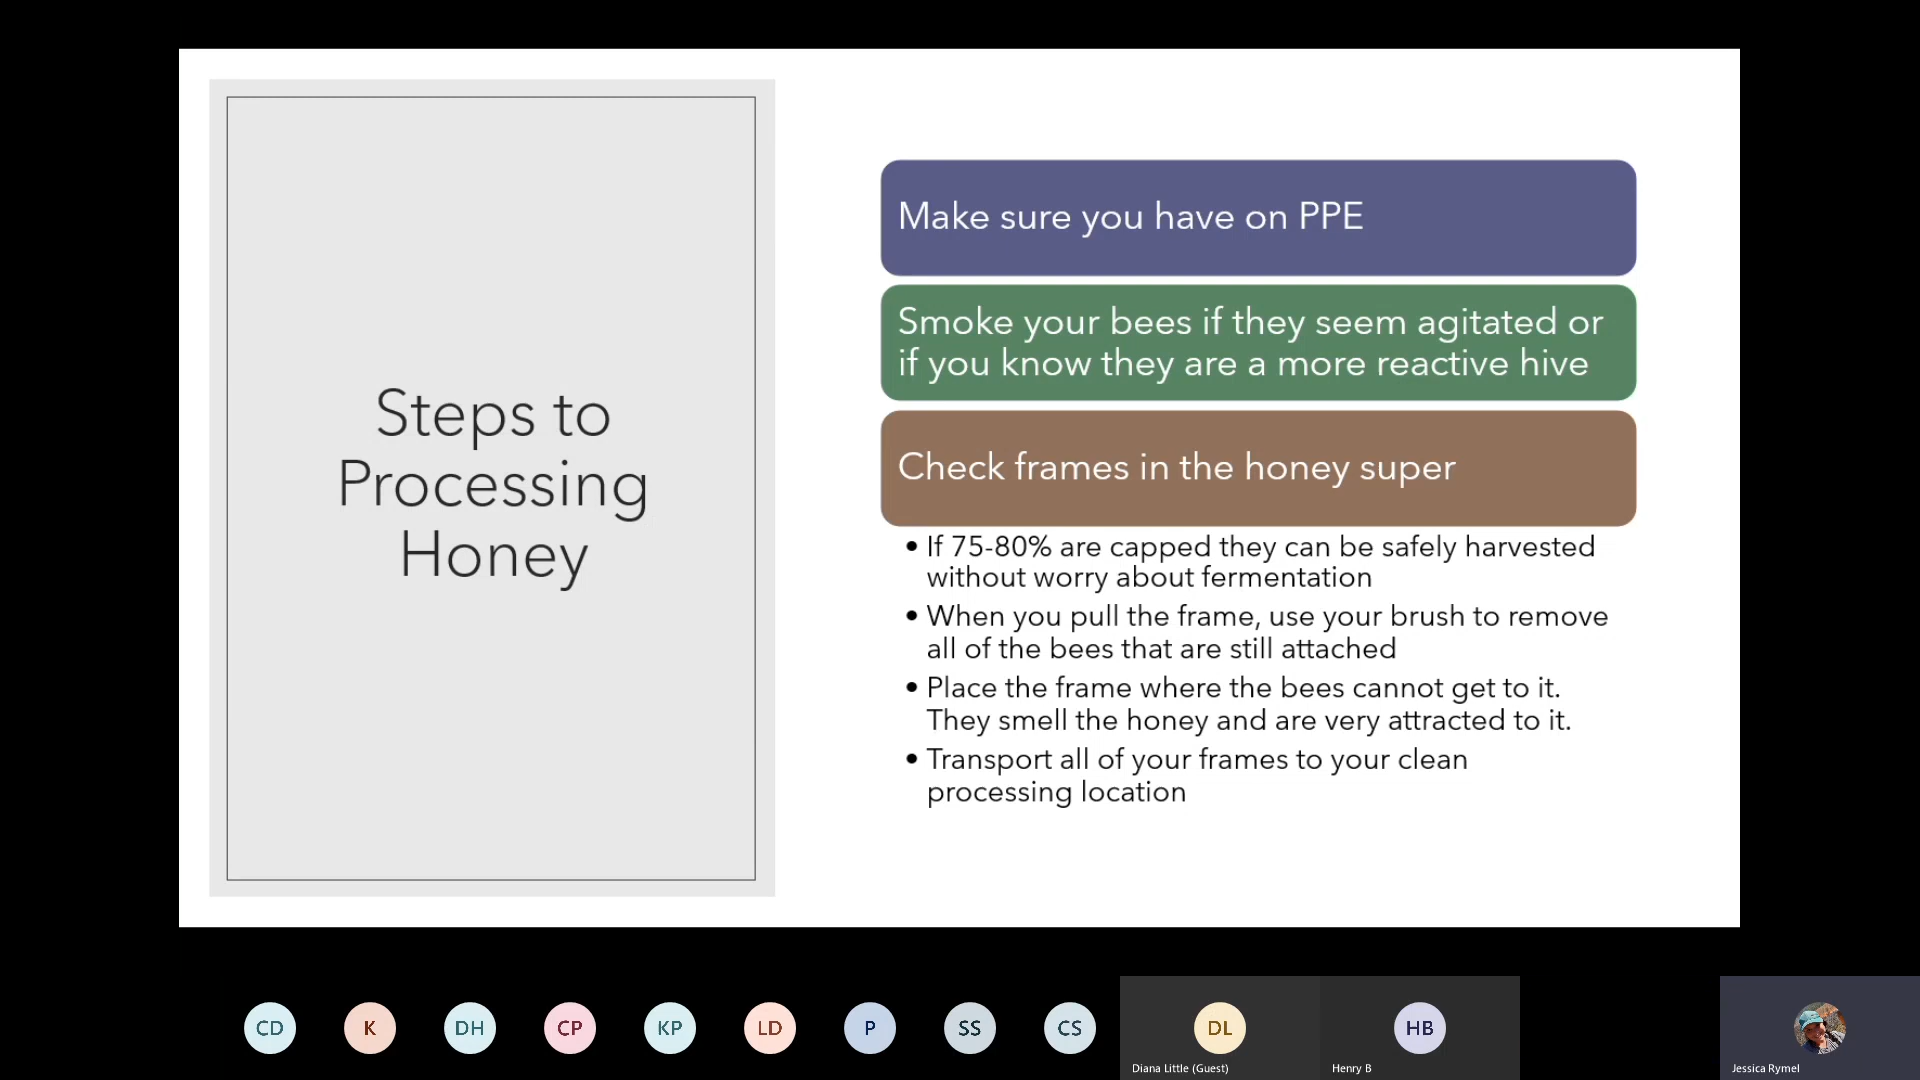 Steps to
Processing
Honey
Make sure you have on PPE
Smoke your bees if they seem agitated or
if you know they are a more reactive hive
Check frames in the honey super
• If 75-80% are capped they can be safely harvested
without worry about fermentation
• When you pull the frame, use your brush to remove
all of the bees that are still attached
• Place the frame where the bees cannot get to it.
They smell the honey and are very attracted to it.
• Transport all of your frames to your clean
processing location
CD
K
DH
CP
KP
LD
P
SS
CS
DL
Diana Little (Guest)
HB
Henry B
Jessica Rymel